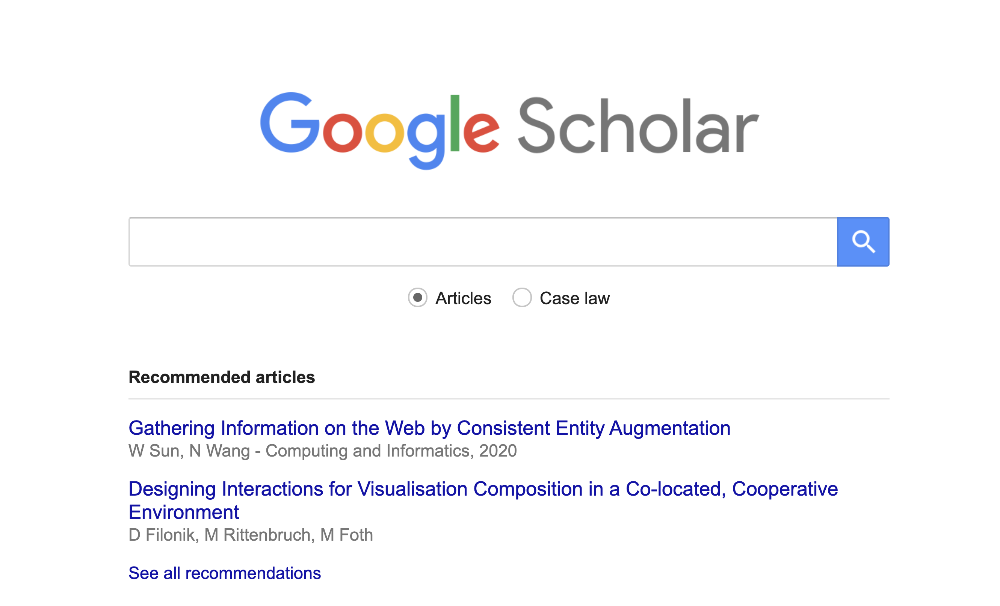 Google Scholar
Articles Case law
Recommended articles
Gathering Information on the Web by Consistent Entity Augmentation
W Sun, N Wang - Computing and Informatics, 2020
Designing Interactions for Visualisation Composition in a Co-located, Cooperative
Environment
D Filonik, M Rittenbruch, M Foth
See all recommendations